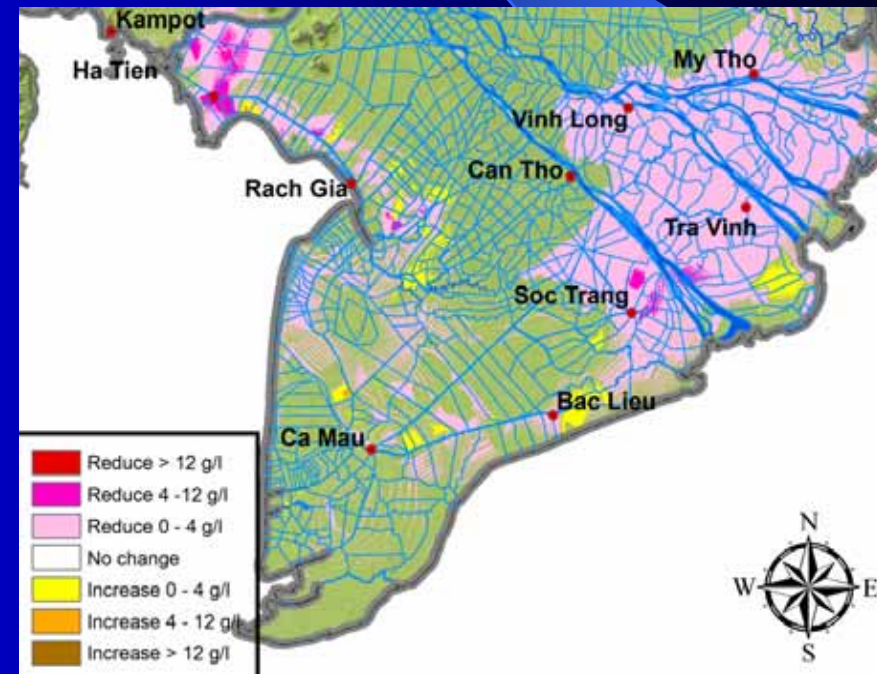 Kampot
Ha Tien
My Tho
Vinh Long
Can Tho
Rach Gia
Tra Vinh
Soc Trang
Bac Lieu
Ca Mau
Reduce > 12 g/l
Reduce 4 -12 g/l
Reduce 0 - 4 g/l
No change
Increase 0 - 4 g/l
Increase 4 - 12 g/l
Increase > 12 g/l
N
W E
S